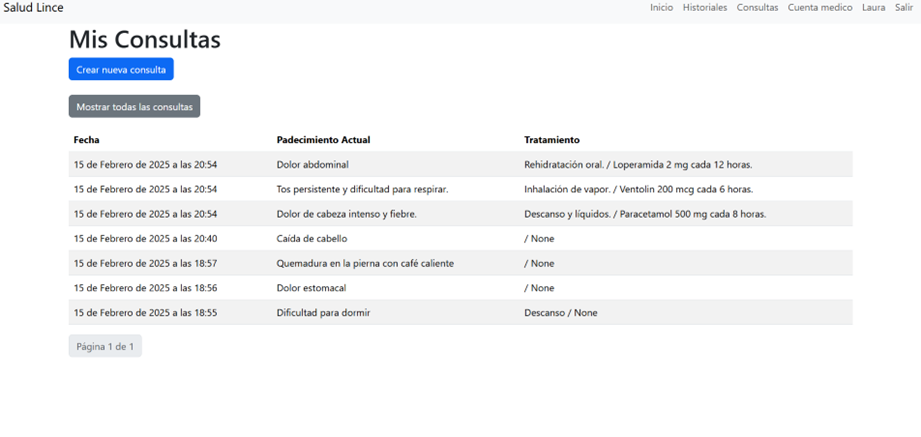 Salud Lince Inicio Historiales Consultas Cuenta medico Laura Salir
Mis Consultas
Crear nueva consulta
Mostrar todas las consultas
Fecha Padecimiento Actual Tratamiento
15 de Febrero de 2025 a las 20:54 Dolor abdominal Rehidratación oral. / Loperamida 2 mg cada 12 horas.
15 de Febrero de 2025 a las 20:54 Tos persistente y dificultad para respirar. Inhalación de vapor. / Ventolin 200 mcg cada 6 horas.
15 de Febrero de 2025 a las 20:54 Dolor de cabeza intenso y fiebre. Descanso y líquidos. / Paracetamol 500 mg cada 8 horas.
15 de Febrero de 2025 a las 20:40 Caída de cabello / None
15 de Febrero de 2025 a las 18:57 Quemadura en la pierna con café caliente / None
15 de Febrero de 2025 a las 18:56 Dolor estomacal / None
15 de Febrero de 2025 a las 18:55 Dificultad para dormir Descanso / None
Página 1 de 1